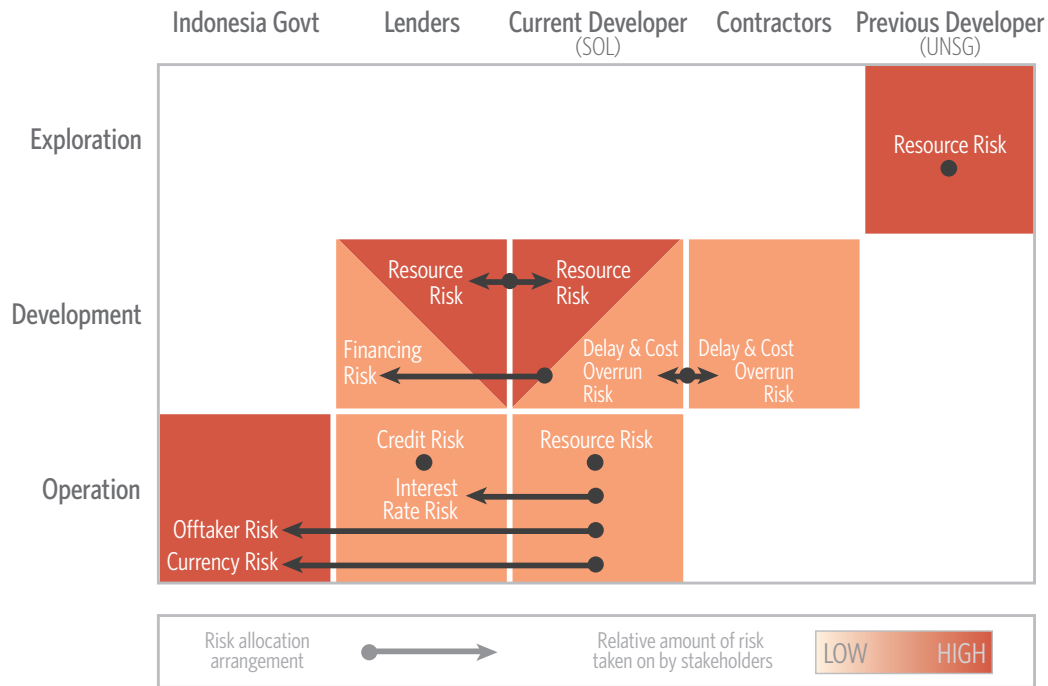 Indonesia Govt
Lenders
Current Developer
(SOL)
Contractors
Previous Developer
(UNSG)
Exploration
Resource Risk
Development
Resource
Risk
Resource
Risk
Financing
Risk
Delay & Cost
Overrun
Risk
Delay & Cost
Overrun
Risk
Operation
Credit Risk
Resource Risk
Interest
Rate Risk
Offtaker Risk
Currency Risk
Risk allocation
arrangement
Relative amount of risk
taken on by stakeholders
LOW
HIGH